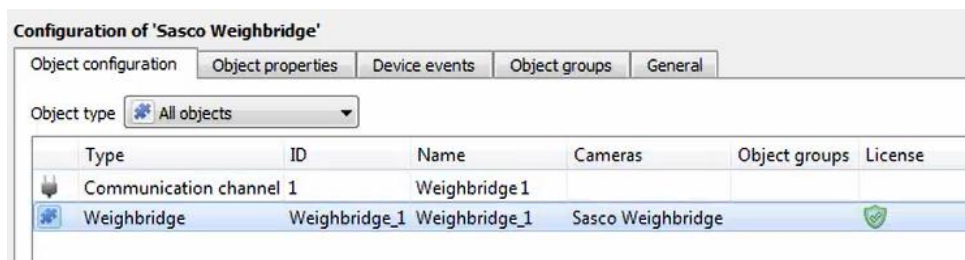 Configuration of 'Sasco Weighbridge'
Object configuration Object properties Device events Object groups General
Object type All objects
Type ID Name Cameras Object groups License
Communication channel 1 Weighbridge 1
Weighbridge Weighbridge_1 Weighbridge_1 Sasco Weighbridge